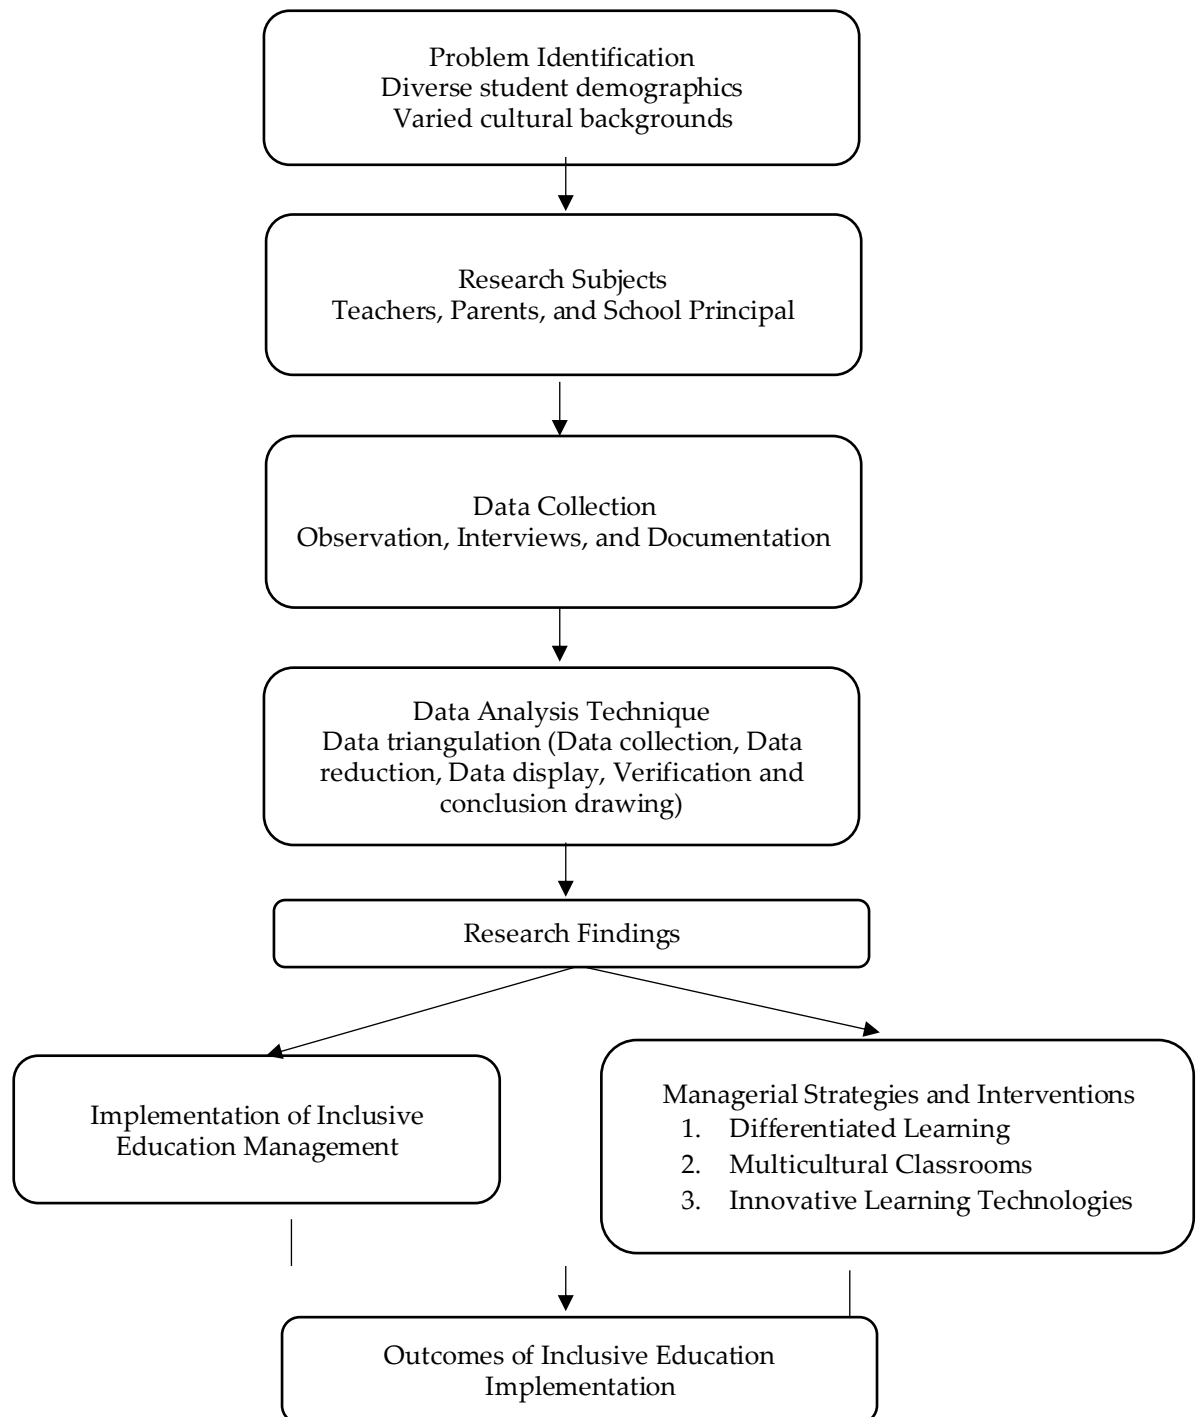 Problem Identification
Diverse student demographics
Varied cultural backgrounds
Research Subjects
Teachers, Parents, and School Principal
Data Collection
Observation, Interviews, and Documentation
Data Analysis Technique
Data triangulation (Data collection, Data
reduction, Data display, Verification and
conclusion drawing)
Research Findings
Implementation of Inclusive
Education Management
Managerial Strategies and Interventions
1. Differentiated Learning
2. Multicultural Classrooms
3. Innovative Learning Technologies
Outcomes of Inclusive Education
Implementation